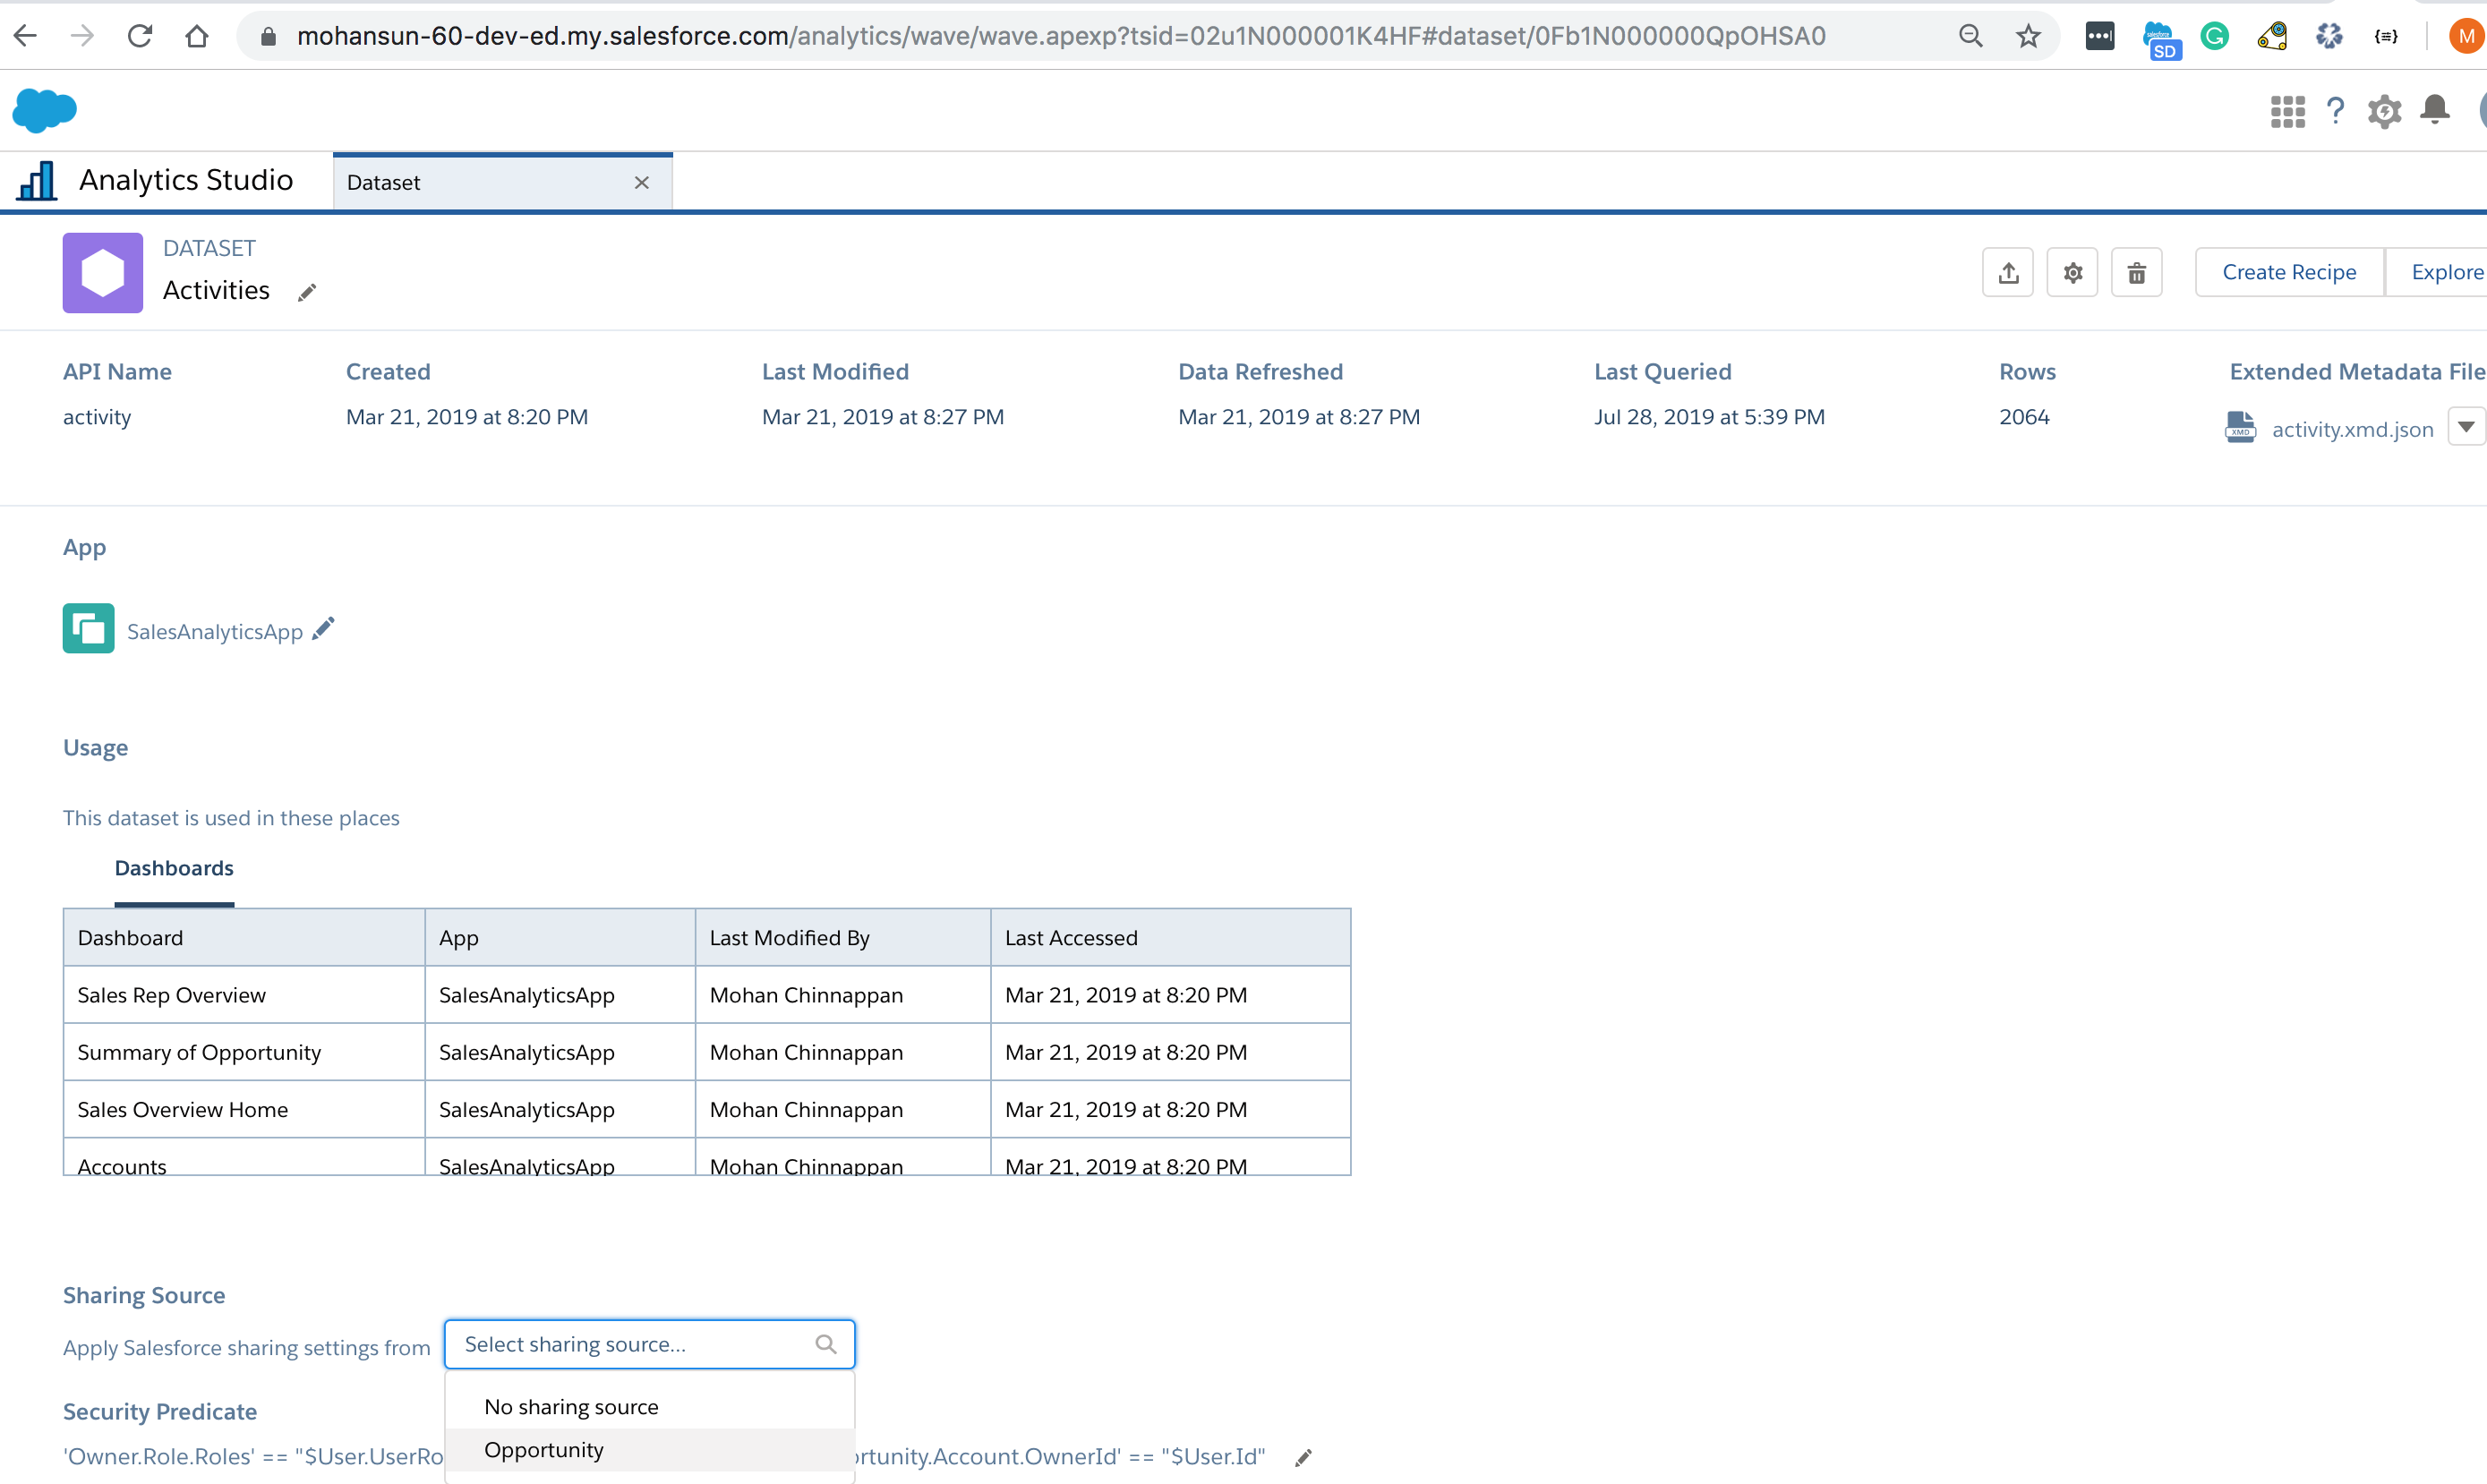 mohansun-60-dev-ed.my.salesforce.com/analytics/wave/wave.apexp?tsid=02u1N000001K4HF#dataset/0Fb1N000000QpOHSA0
SD
M
Analytics Studio
Dataset
DATASET
Activities
Create Recipe
Explore
API Name Created Last Modified Data Refreshed Last Queried Rows Extended Metadata File
activity Mar 21, 2019 at 8:20 PM Mar 21, 2019 at 8:27 PM Mar 21, 2019 at 8:27 PM Jul 28, 2019 at 5:39 PM 2064 XMD activity.xmd.json
App
SalesAnalyticsApp
Usage
This dataset is used in these places
Dashboards
Dashboard App Last Modified By Last Accessed
Sales Rep Overview SalesAnalyticsApp Mohan Chinnappan Mar 21, 2019 at 8:20 PM
Summary of Opportunity SalesAnalyticsApp Mohan Chinnappan Mar 21, 2019 at 8:20 PM
Sales Overview Home SalesAnalyticsApp Mohan Chinnappan Mar 21, 2019 at 8:20 PM
Accounts SalesAnalyticsApp Mohan Chinnappan Mar 21, 2019 at 8:20 PM
Sharing Source
Apply Salesforce sharing settings from Select sharing source...
No sharing source
Security Predicate
Opportunity
'Owner.Role.Roles' == "$User.UserRo rtunity.Account.OwnerId' == "$User.Id"